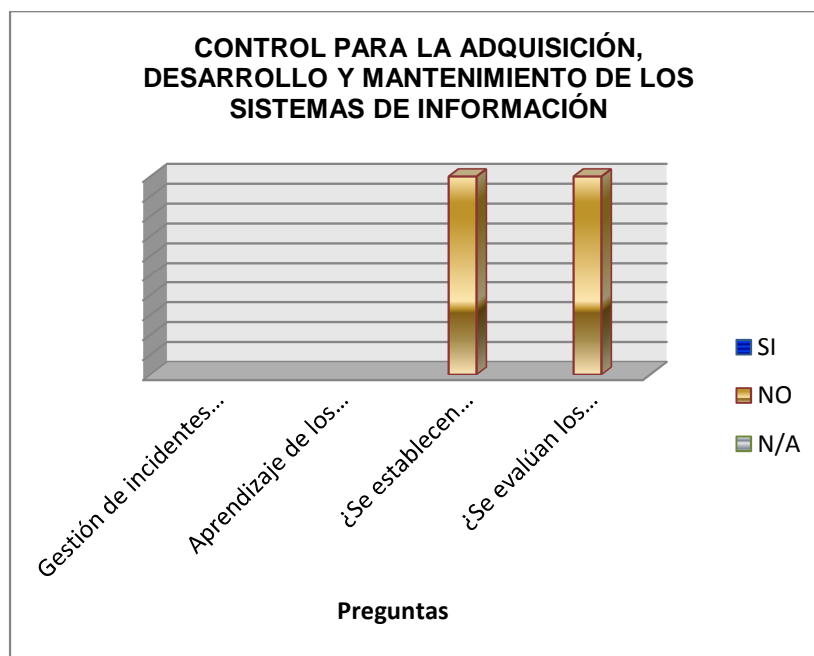 CONTROL PARA LA ADQUISICIÓN,
DESARROLLO Y MANTENIMIENTO DE LOS
SISTEMAS DE INFORMACIÓN
SI
NO
N/A
Gestión de incidentes...
Aprendizaje de los...
¿Se establecen...
¿Se evalúan los...
Preguntas